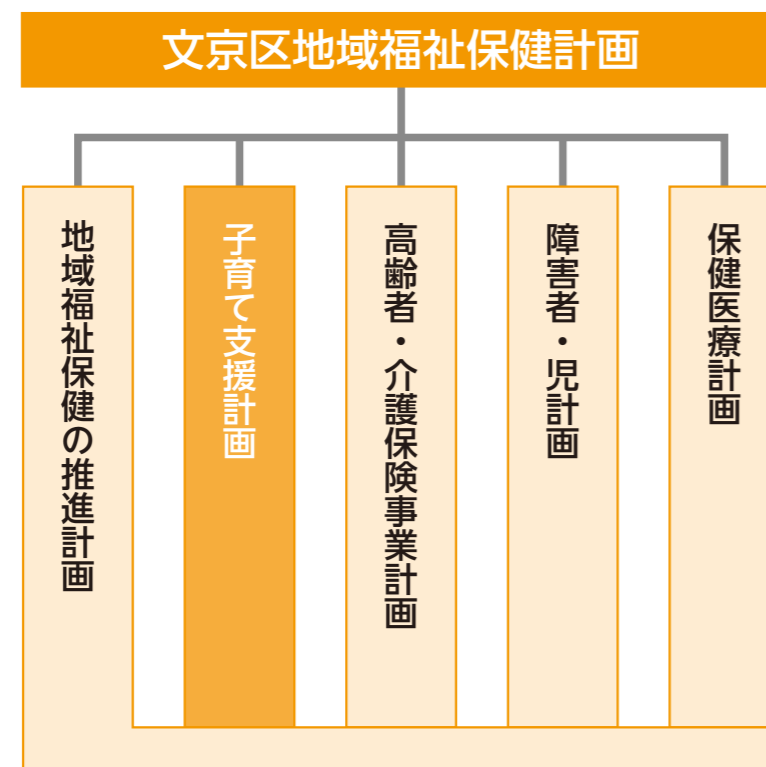 文京区地域福祉保健計画
地域福祉保健の推進計画
子育て支援計画
高齢者・介護保険事業計画
障害者・児計画
保健医療計画